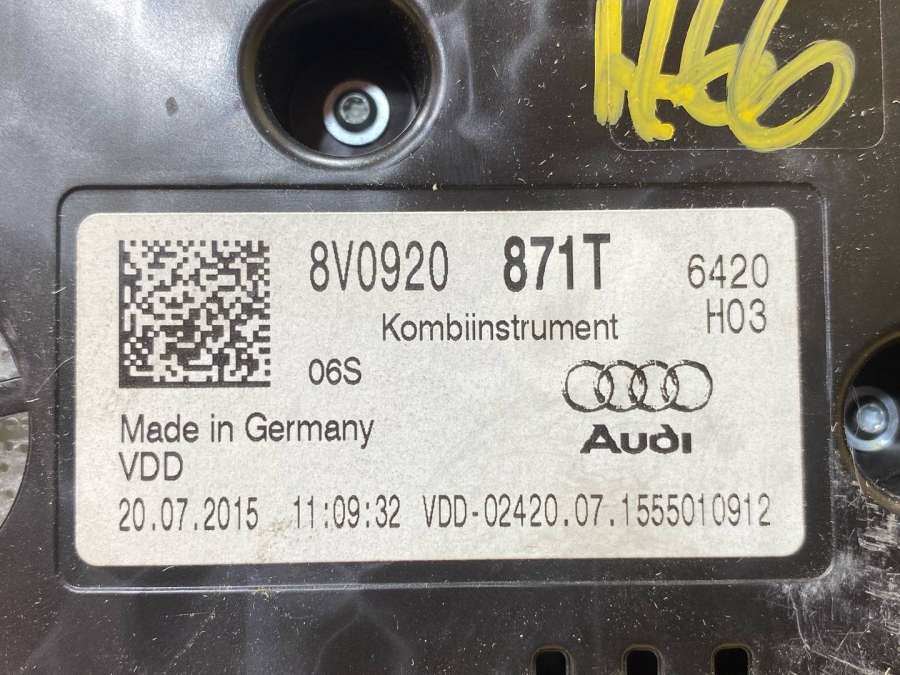 H66
8V0920 871T 6420
H03
Kombiinstrument
06S
Audi
Made in Germany
VDD
20.07.2015 11:09:32 VDD-02420.07.1555010912